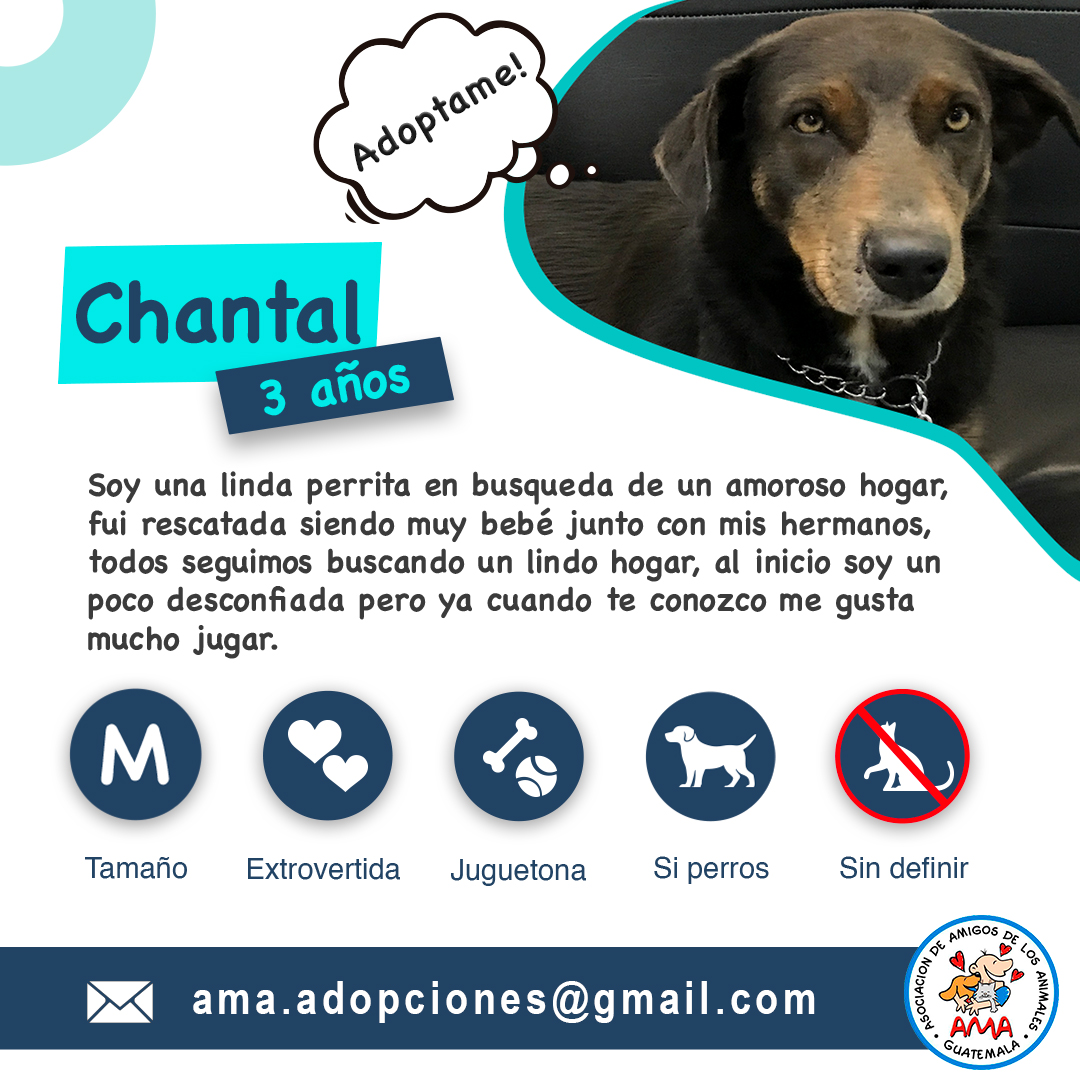 Adoptame!
Chantal
3 años
Soy una linda perrita en busqueda de un amoroso hogar,
fui rescatada siendo muy bebé junto con mis hermanos,
todos seguimos buscando un lindo hogar, al inicio soy un
poco desconfiada pero ya cuando te conozco me gusta
mucho jugar.
M
Tamaño
Extrovertida
Juguetona
Si perros
Sin definir
ama.adopciones@gmail.com
ASOCIACION DE AMIGOS DE LOS ANIMALES
AMA
GUATEMALA